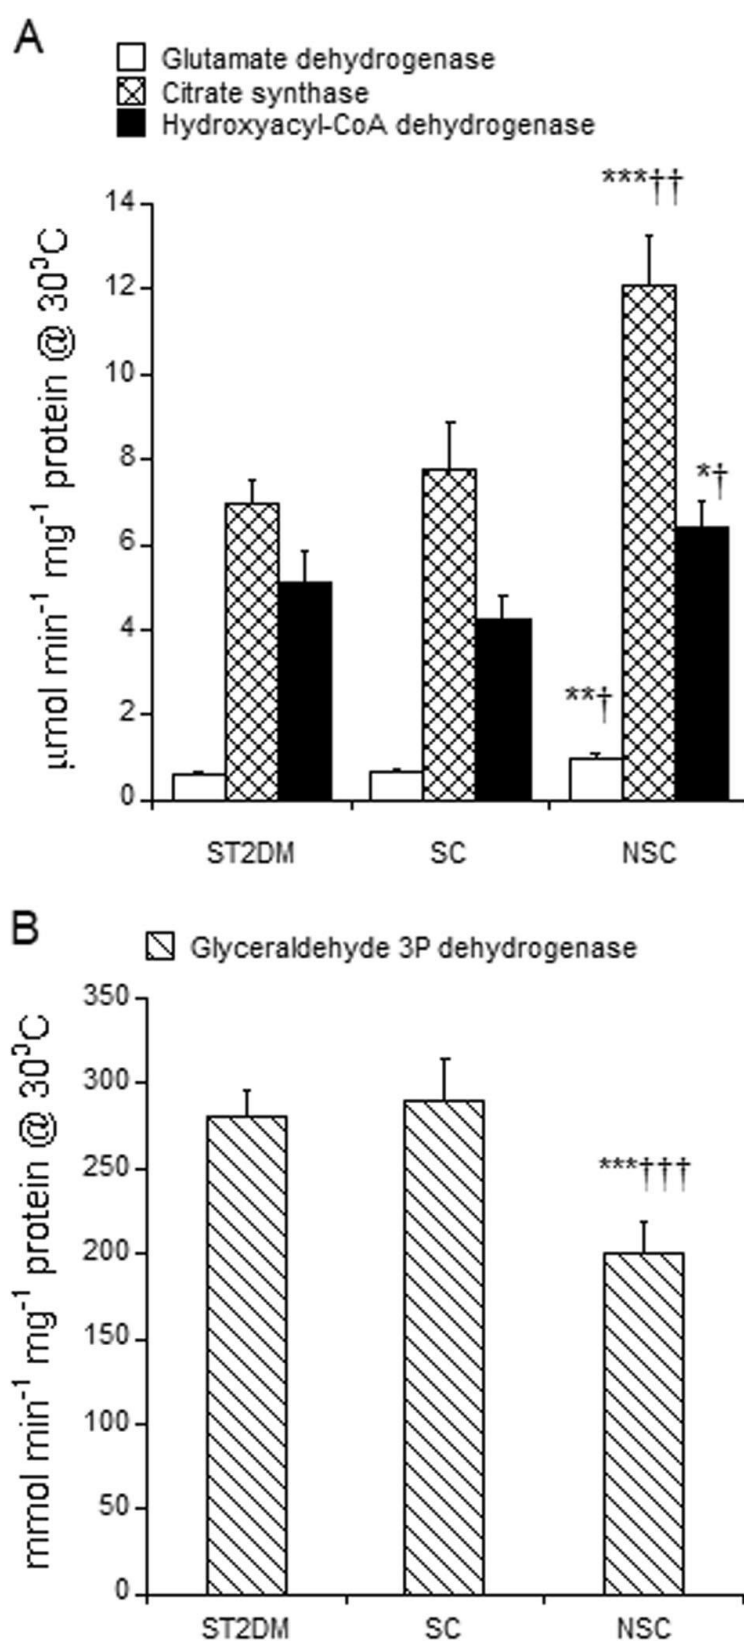 A
Glutamate dehydrogenase
Citrate synthase
Hydroxyacyl-CoA dehydrogenase
***††
14
12
10
8
6
4
2
0
µmol min⁻¹ mg⁻¹ protein @ 30³C
*†
**†
ST2DM SC NSC
B
Glyceraldehyde 3P dehydrogenase
350
300
250
200
150
100
50
0
mmol min⁻¹ mg⁻¹ protein @ 30³C
***†††
ST2DM SC NSC